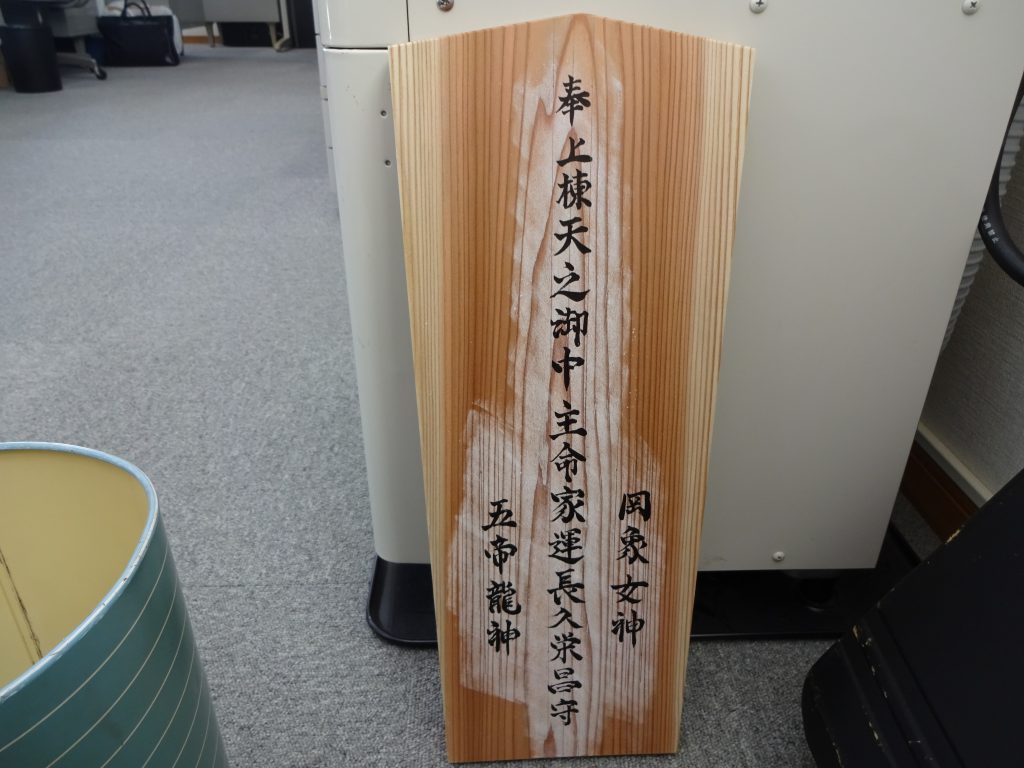 奉上棟天之御中主命家運長久栄昌守
罔象女神
五帝龍神